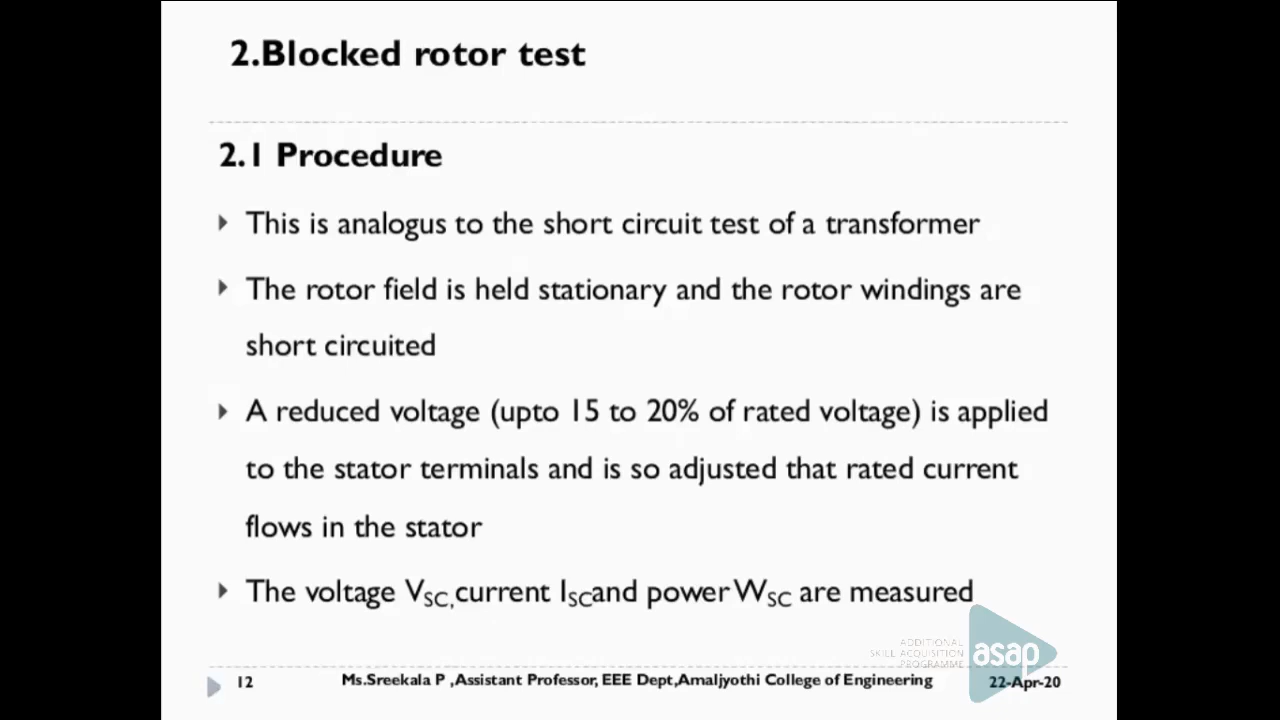 2.Blocked rotor test
2.1 Procedure
This is analogus to the short circuit test of a transformer
The rotor field is held stationary and the rotor windings are
short circuited
A reduced voltage (upto 15 to 20% of rated voltage) is applied
to the stator terminals and is so adjusted that rated current
flows in the stator
The voltage VSC,current ISCand power WSC are measured
ADDITIONAL
SKILL ACQUISITION
PROGRAMME
asap
12
Ms.Sreekala P ,Assistant Professor, EEE Dept,Amaljyothi College of Engineering
22-Apr-20